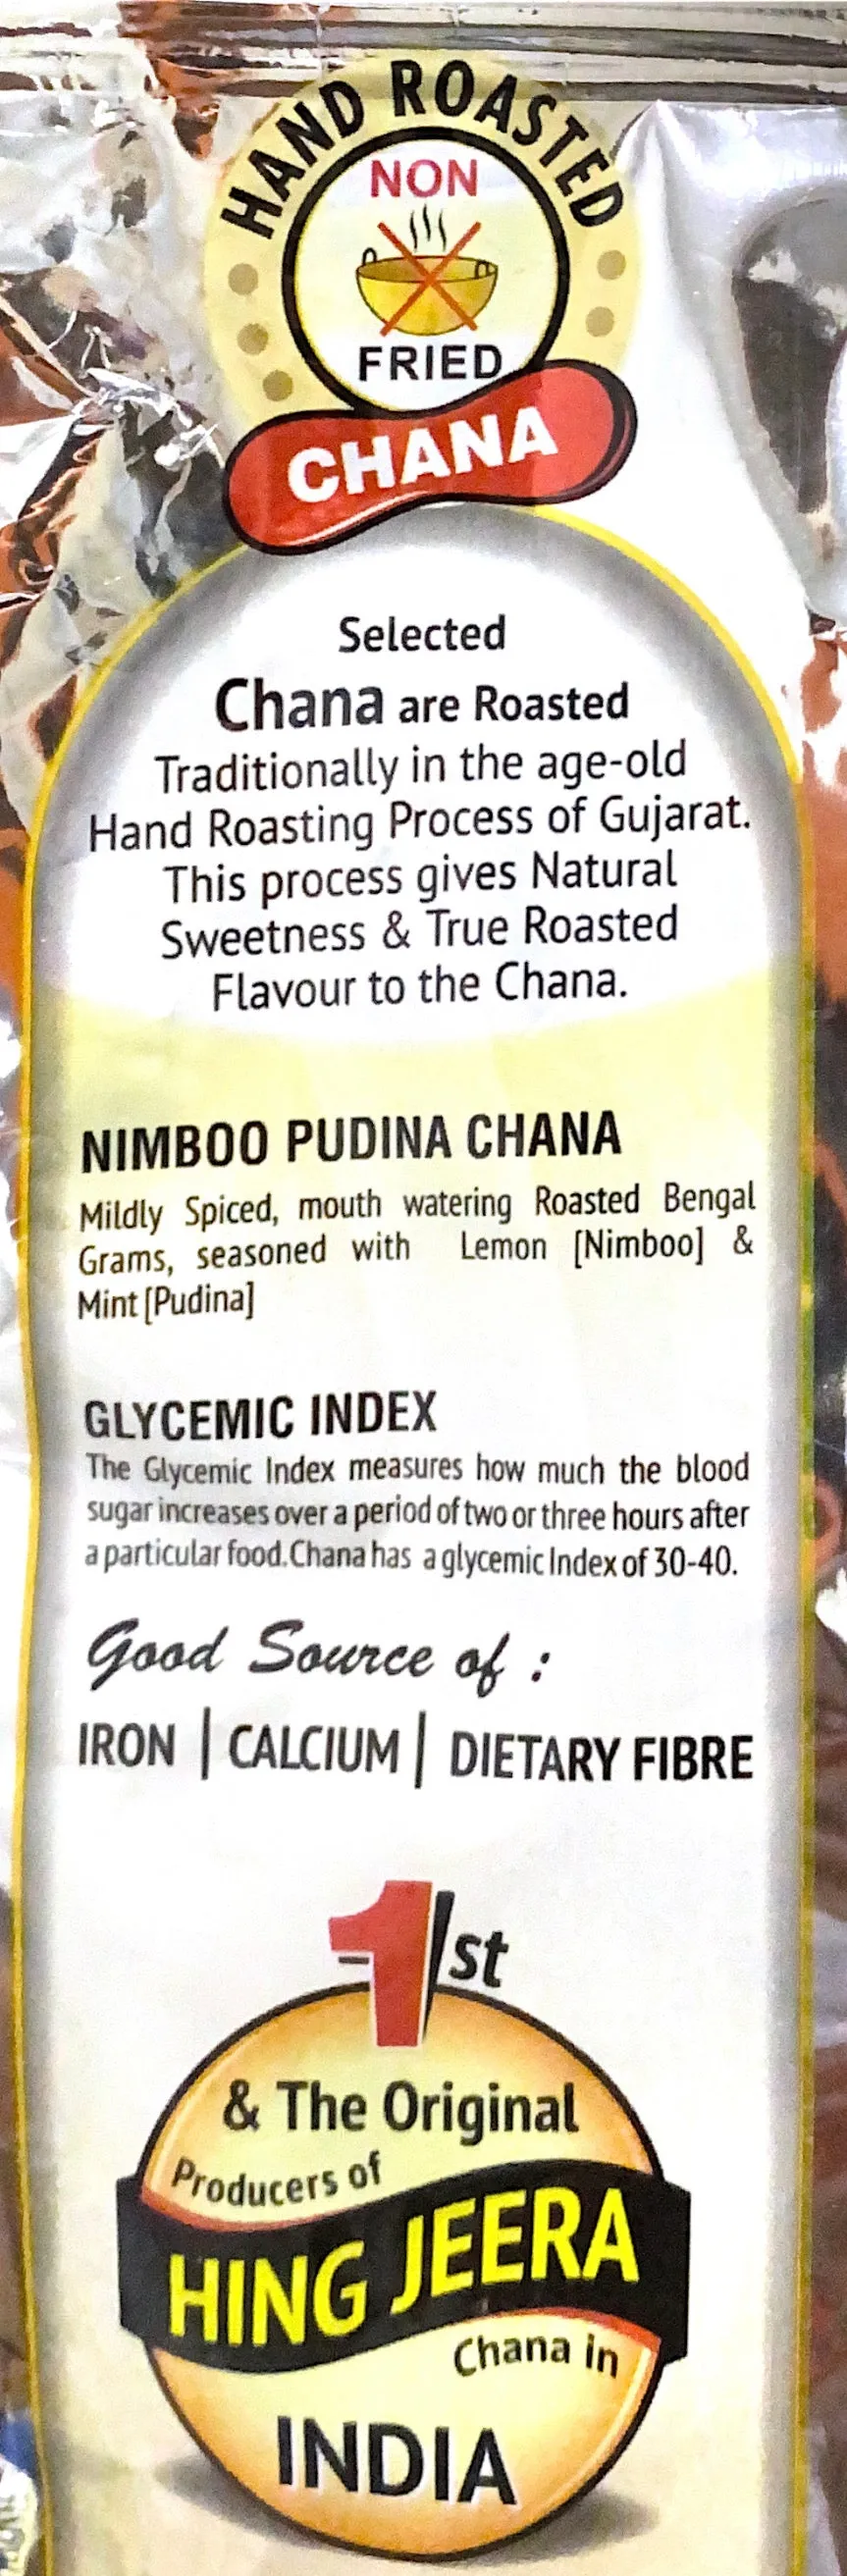 HAND ROASTED
NON
FRIED
CHANA
Selected
Chana are Roasted
Traditionally in the age-old
Hand Roasting Process of Gujarat.
This process gives Natural
Sweetness & True Roasted
Flavour to the Chana.
NIMBOO PUDINA CHANA
Mildly Spiced, mouth watering Roasted Bengal
Grams, seasoned with Lemon [Nimboo] &
Mint [Pudina]
GLYCEMIC INDEX
The Glycemic Index measures how much the blood
sugar increases over a period of two or three hours after
a particular food.Chana has a glycemic Index of 30-40.
Good Source of :
IRON | CALCIUM | DIETARY FIBRE
1st
& The Original
Producers of
HING JEERA
Chana in
INDIA